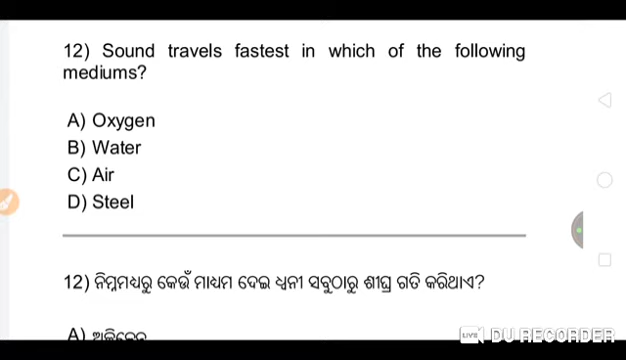 12) Sound travels fastest in which of the following
mediums?
A) Oxygen
B) Water
C) Air
D) Steel
12) ନିମ୍ନମଧ୍ୟରୁ କେଉଁ ମାଧ୍ୟମ ଦେଇ ଧ୍ୱନୀ ସବୁଠାରୁ ଶୀଘ୍ର ଗତି କରିଥାଏ?
A)
LIVE DU RECORDER